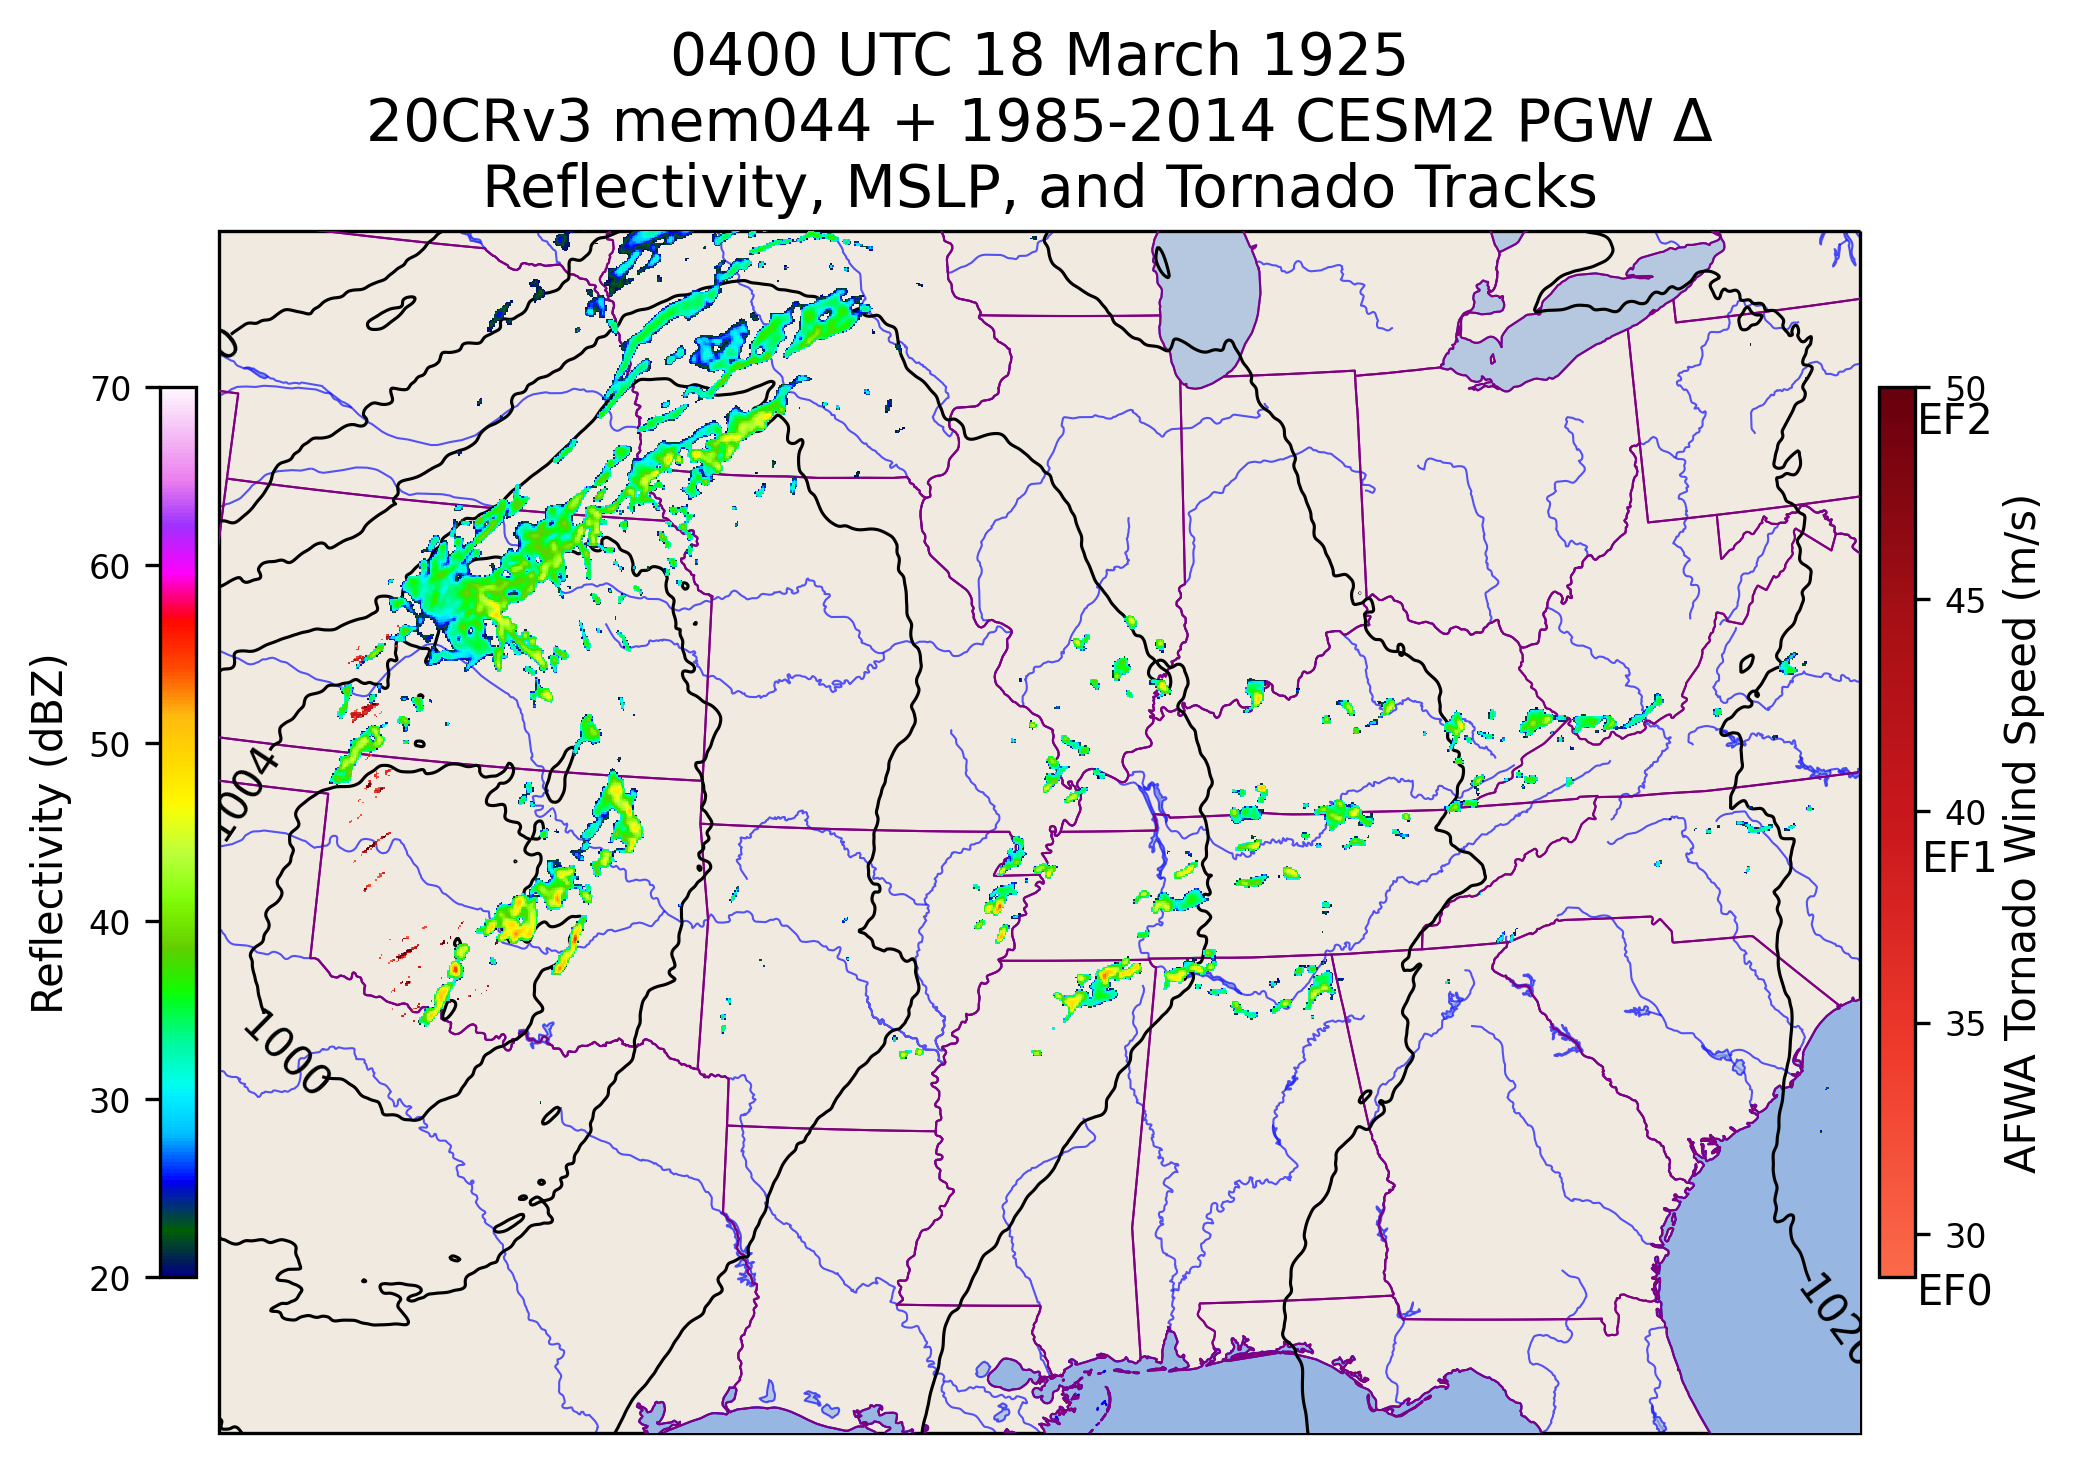 0400 UTC 18 March 1925
20CRv3 mem044 + 1985-2014 CESM2 PGW Δ
Reflectivity, MSLP, and Tornado Tracks
70
60
50
40
30
20
Reflectivity (dBZ)
1004
1000
1020
50
EF2
45
40
EF1
35
30
EF0
AFWA Tornado Wind Speed (m/s)